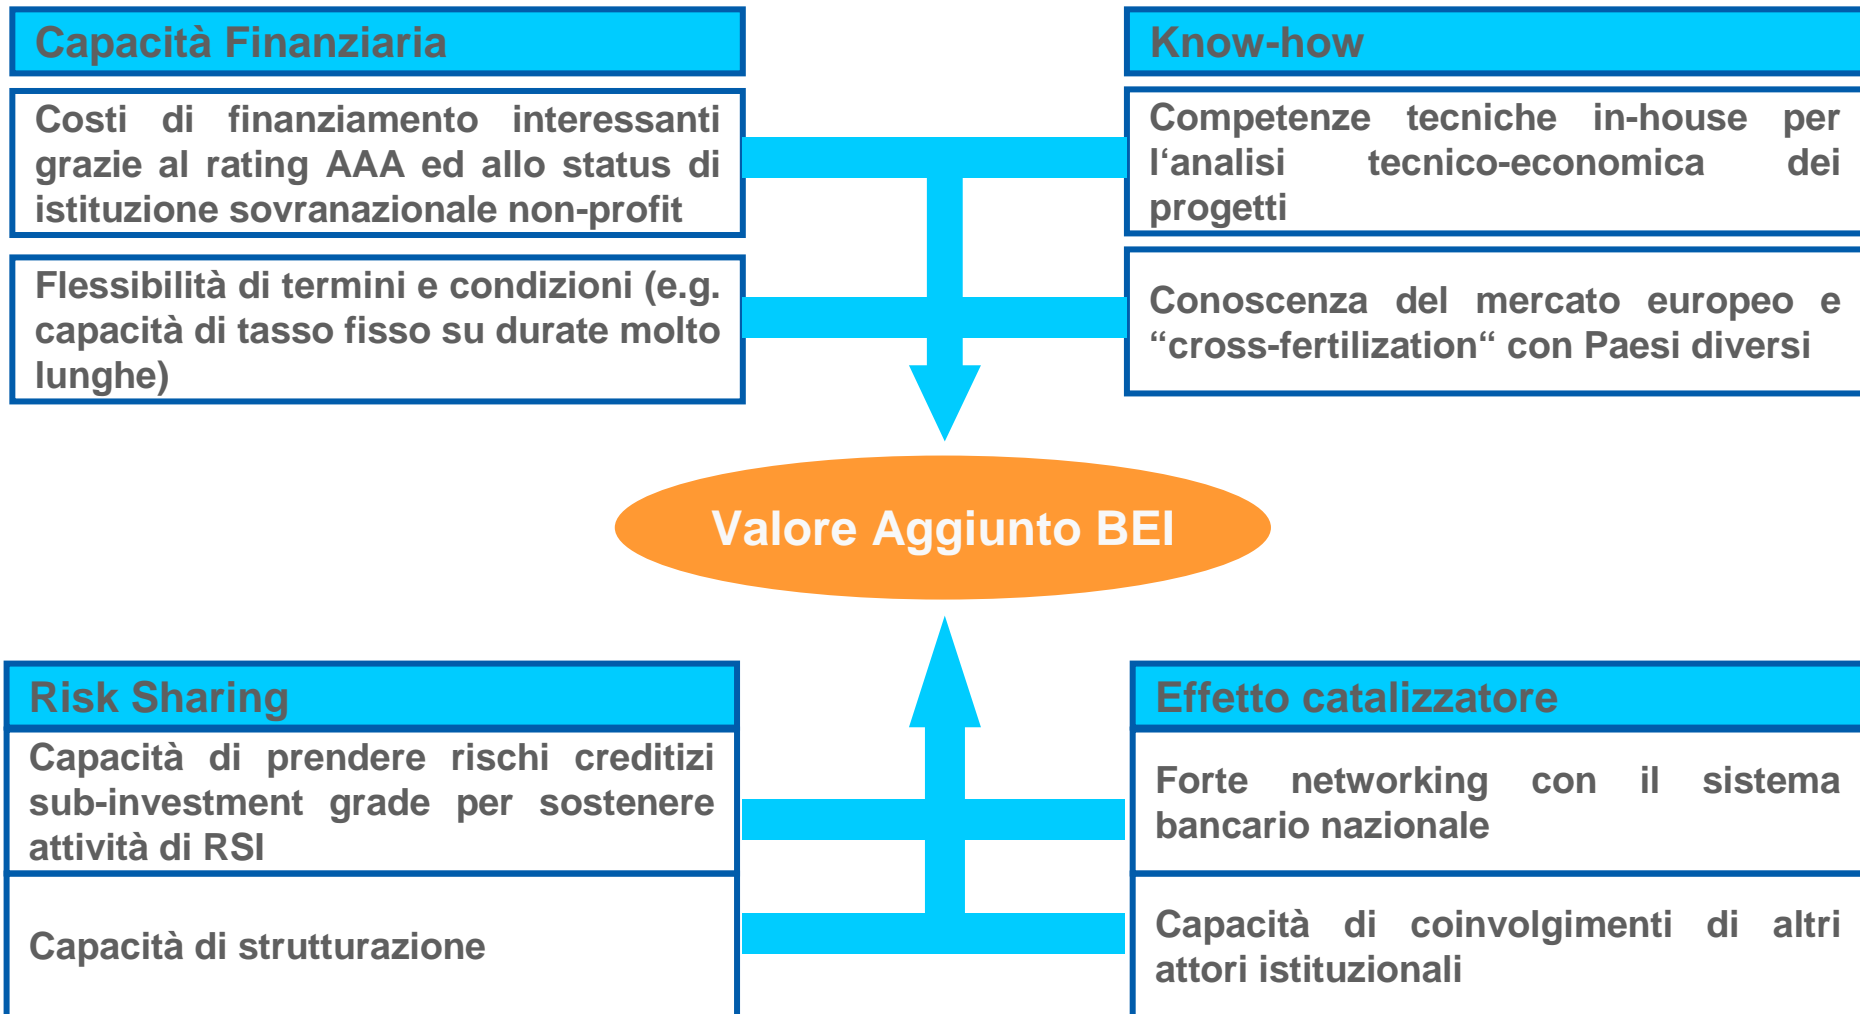 Capacità Finanziaria
Costi di finanziamento interessanti
grazie al rating AAA ed allo status di
istituzione sovranazionale non-profit
Flessibilità di termini e condizioni (e.g.
capacità di tasso fisso su durate molto
lunghe)
Know-how
Competenze tecniche in-house per
l‘analisi tecnico-economica dei
progetti
Conoscenza del mercato europeo e
“cross-fertilization“ con Paesi diversi
Valore Aggiunto BEI
Risk Sharing
Capacità di prendere rischi creditizi
sub-investment grade per sostenere
attività di RSI
Capacità di strutturazione
Effetto catalizzatore
Forte networking con il sistema
bancario nazionale
Capacità di coinvolgimenti di altri
attori istituzionali